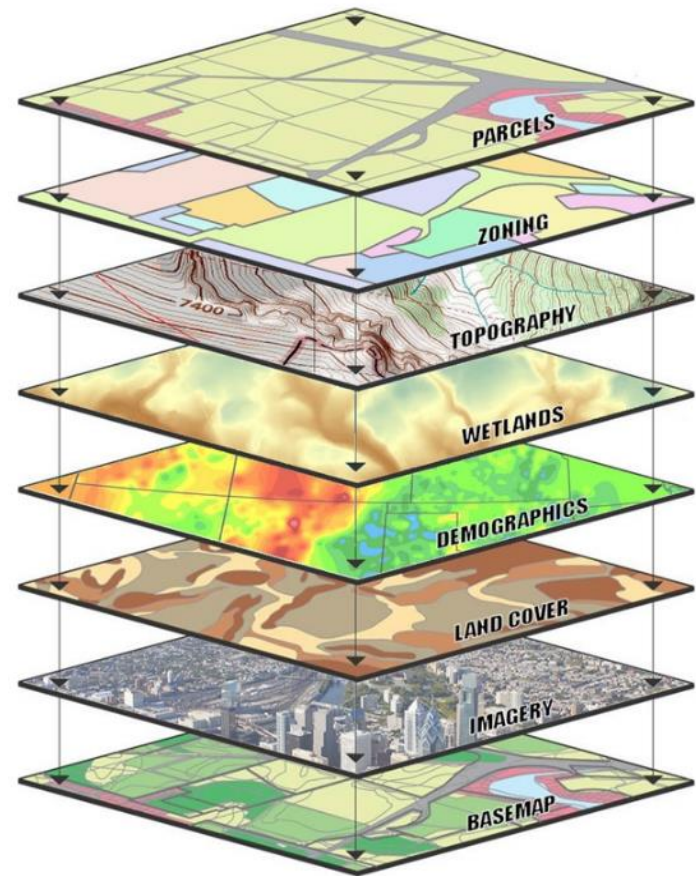 PARCELS
ZONING
7400
TOPOGRAPHY
WETLANDS
DEMOGRAPHICS
LAND COVER
IMAGERY
BASEMAP